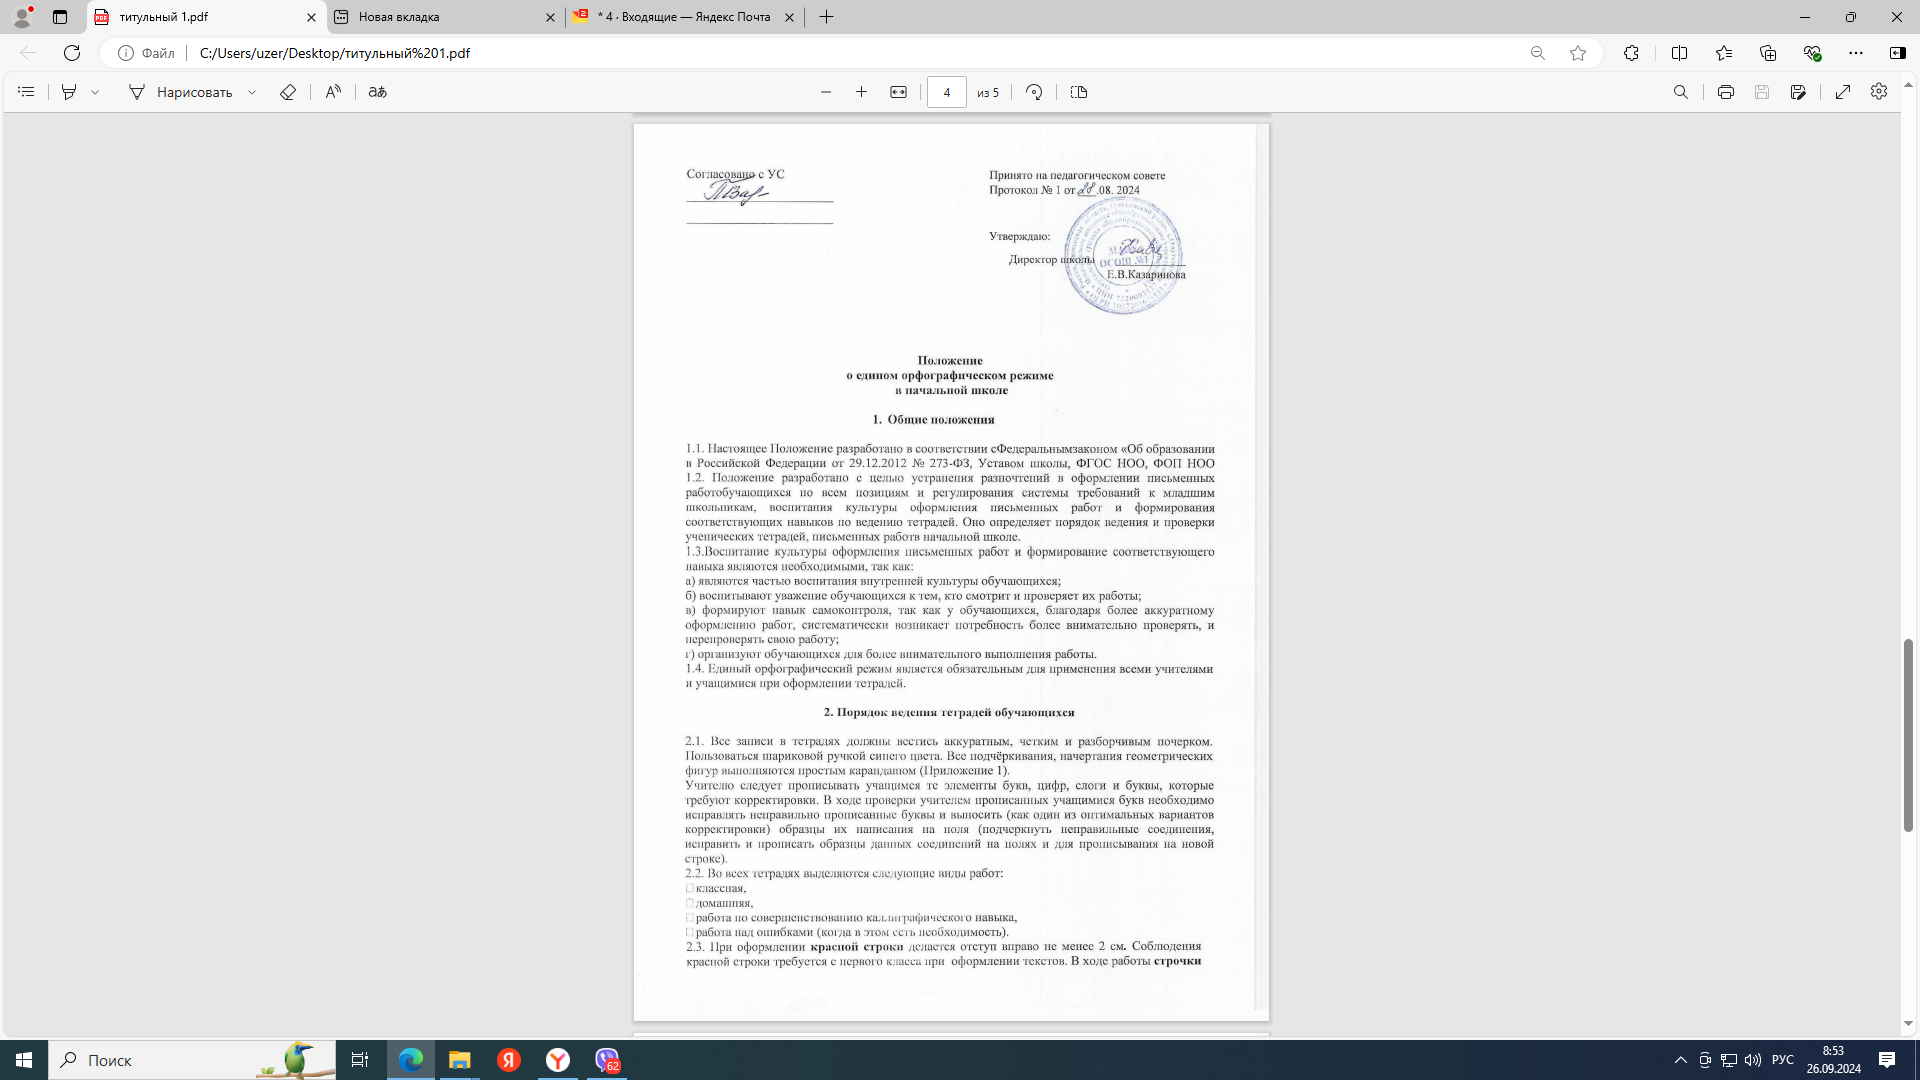 титульный 1.pdf
Новая вкладка
* 4 · Входящие — Яндекс Почта
Файл
C:/Users/uzer/Desktop/титульный%201.pdf
Нарисовать
4
из 5
Согласовано с УС
Принято на педагогическом совете
Протокол № 1 от 28.08. 2024
Утверждаю:
Директор школы
ОСОШ №1
Е.В.Казаринова
Положение
о едином орфографическом режиме
в начальной школе
1. Общие положения
1.1. Настоящее Положение разработано в соответствии сФедеральнымзаконом «Об образовании
в Российской Федерации от 29.12.2012 № 273-ФЗ, Уставом школы, ФГОС НОО, ФОП НОО
1.2. Положение разработано с целью устранения разночтений в оформлении письменных
работобучающихся по всем позициям и регулирования системы требований к младшим
школьникам, воспитания культуры оформления письменных работ и формирования
соответствующих навыков по ведению тетрадей. Оно определяет порядок ведения и проверки
ученических тетрадей, письменных работв начальной школе.
1.3.Воспитание культуры оформления письменных работ и формирование соответствующего
навыка являются необходимыми, так как:
а) являются частью воспитания внутренней культуры обучающихся;
б) воспитывают уважение обучающихся к тем, кто смотрит и проверяет их работы;
в) формируют навык самоконтроля, так как у обучающихся, благодаря более аккуратному
оформлению работ, систематически возникает потребность более внимательно проверять, и
перепроверять свою работу;
г) организуют обучающихся для более внимательного выполнения работы.
1.4. Единый орфографический режим является обязательным для применения всеми учителями
и учащимися при оформлении тетрадей.
2. Порядок ведения тетрадей обучающихся
2.1. Все записи в тетрадях должны вестись аккуратным, четким и разборчивым почерком.
Пользоваться шариковой ручкой синего цвета. Все подчёркивания, начертания геометрических
фигур выполняются простым карандашом (Приложение 1).
Учителю следует прописывать учащимся те элементы букв, цифр, слоги и буквы, которые
требуют корректировки. В ходе проверки учителем прописанных учащимися букв необходимо
исправлять неправильно прописанные буквы и выносить (как один из оптимальных вариантов
корректировки) образцы их написания на поля (подчеркнуть неправильные соединения,
исправить и прописать образцы данных соединений на полях и для прописывания на новой
строке).
2.2. Во всех тетрадях выделяются следующие виды работ:
классная,
домашняя,
работа по совершенствованию каллиграфического навыка,
работа над ошибками (когда в этом есть необходимость).
2.3. При оформлении красной строки делается отступ вправо не менее 2 см. Соблюдения
красной строки требуется с первого класса при оформлении текстов. В ходе работы строчки
Поиск
62
РУС
8:53
26.09.2024